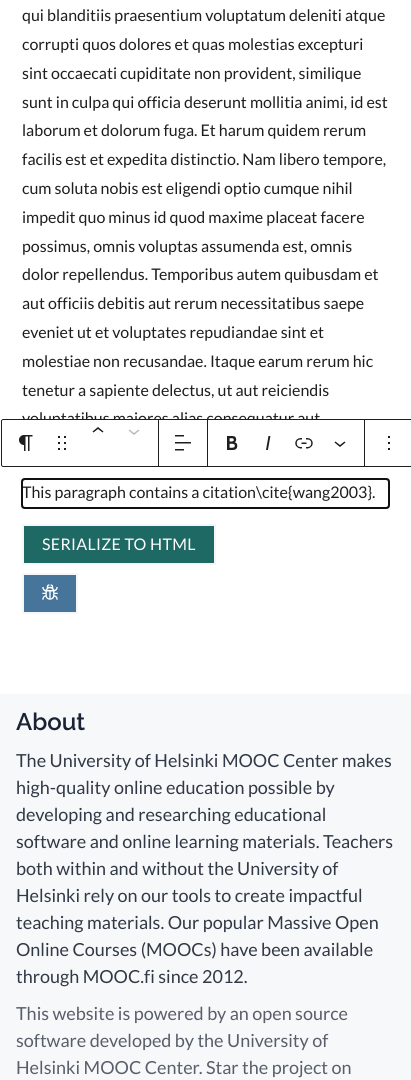 qui blanditiis praesentium voluptatum deleniti atque
corrupti quos dolores et quas molestias excepturi
sint occaecati cupiditate non provident, similique
sunt in culpa qui officia deserunt mollitia animi, id est
laborum et dolorum fuga. Et harum quidem rerum
facilis est et expedita distinctio. Nam libero tempore,
cum soluta nobis est eligendi optio cumque nihil
impedit quo minus id quod maxime placeat facere
possimus, omnis voluptas assumenda est, omnis
dolor repellendus. Temporibus autem quibusdam et
aut officiis debitis aut rerum necessitatibus saepe
eveniet ut et voluptates repudiandae sint et
molestiae non recusandae. Itaque earum rerum hic
tenetur a sapiente delectus, ut aut reiciendis
voluptatibus maiores alias consequatur aut
B I
This paragraph contains a citation\cite{wang2003}.
SERIALIZE TO HTML
About
The University of Helsinki MOOC Center makes
high-quality online education possible by
developing and researching educational
software and online learning materials. Teachers
both within and without the University of
Helsinki rely on our tools to create impactful
teaching materials. Our popular Massive Open
Online Courses (MOOCs) have been available
through MOOC.fi since 2012.
This website is powered by an open source
software developed by the University of
Helsinki MOOC Center. Star the project on